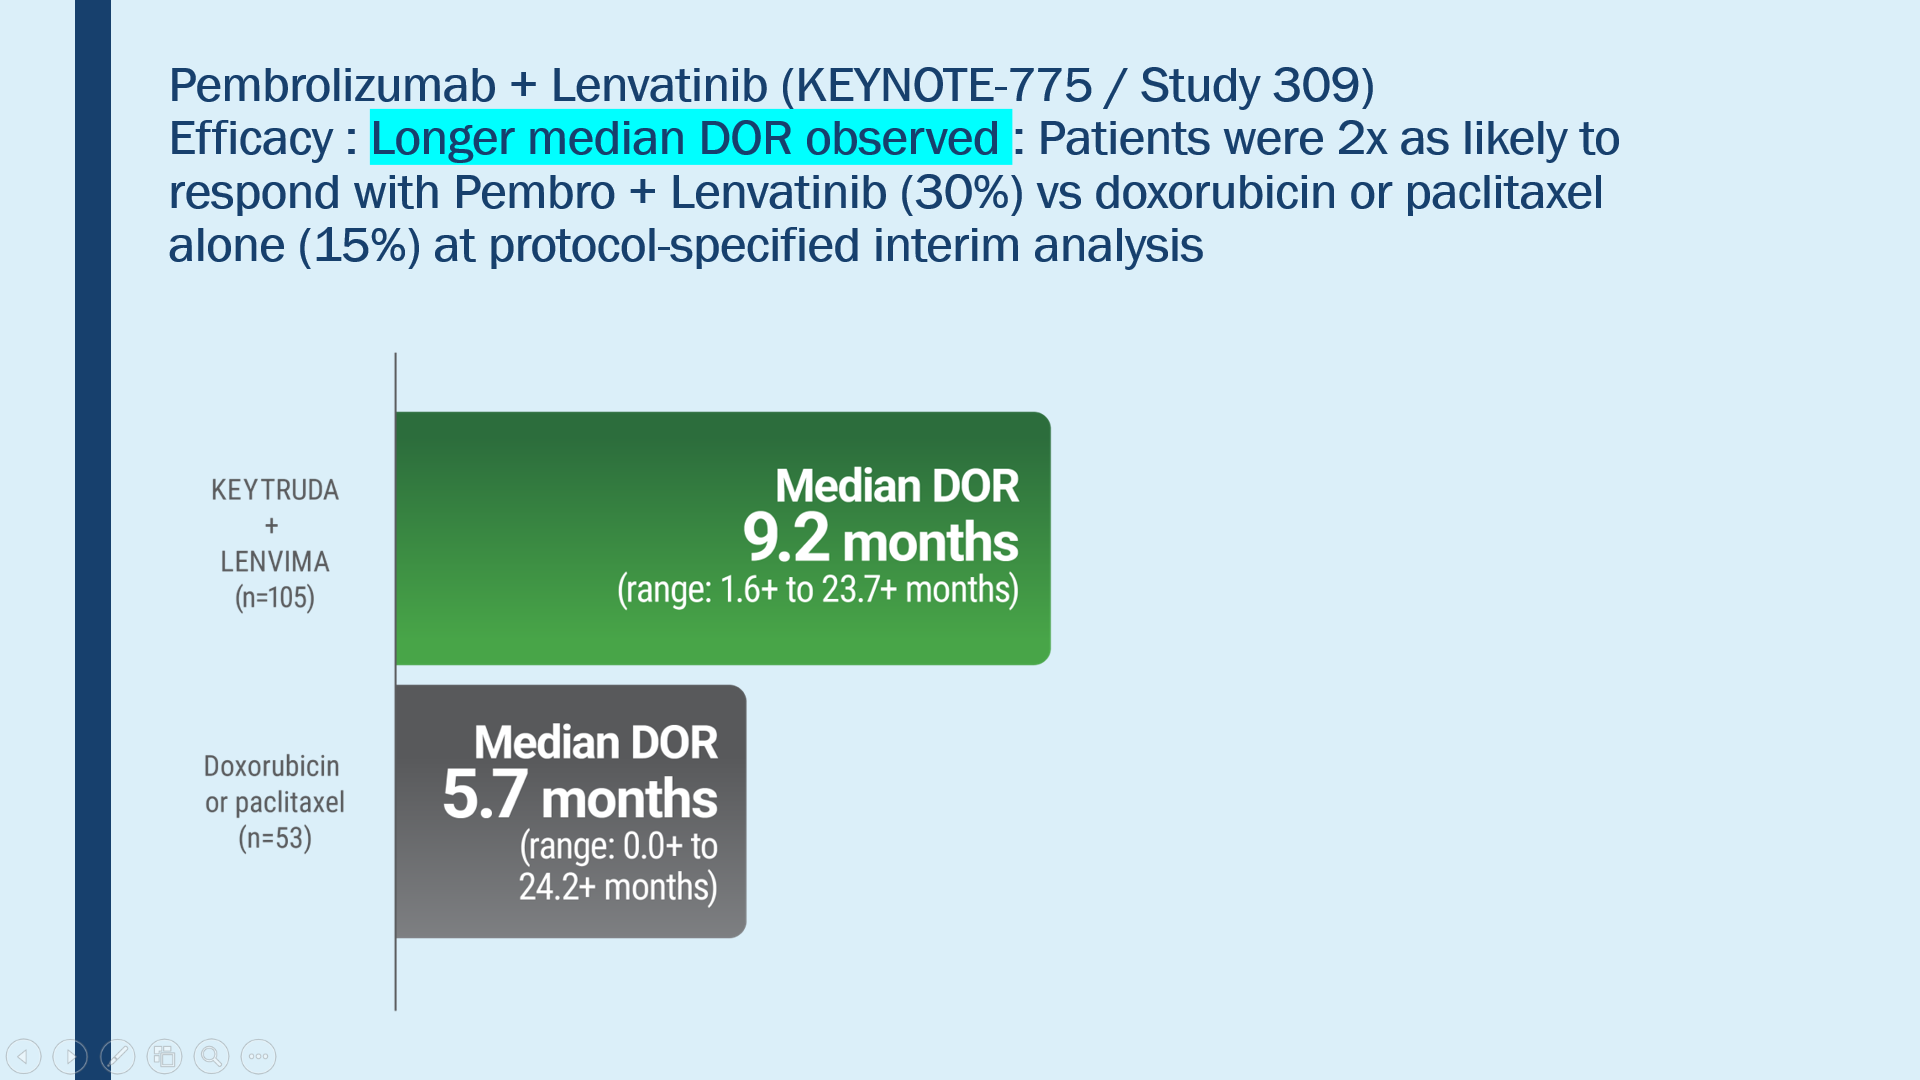 Pembrolizumab + Lenvatinib (KEYNOTE-775 / Study 309)
Efficacy : Longer median DOR observed : Patients were 2x as likely to
respond with Pembro + Lenvatinib (30%) vs doxorubicin or paclitaxel
alone (15%) at protocol-specified interim analysis
KEYTRUDA
+
LENVIMA
(n=105)
Median DOR
9.2 months
(range: 1.6+ to 23.7+ months)
Doxorubicin
or paclitaxel
(n=53)
Median DOR
5.7 months
(range: 0.0+ to
24.2+ months)